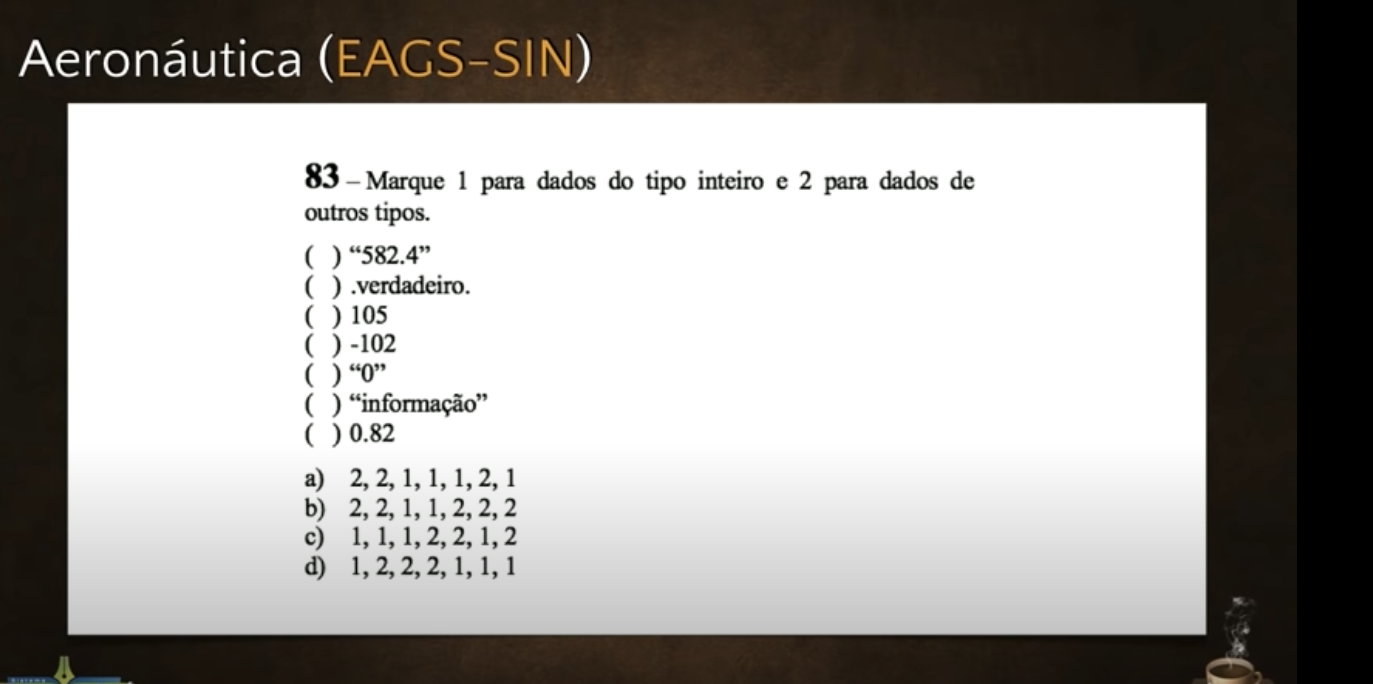 Aeronáutica (EAGS-SIN)
83 – Marque 1 para dados do tipo inteiro e 2 para dados de
outros tipos.
( ) “582.4”
( ) .verdadeiro.
( ) 105
( ) -102
( ) “0”
( ) “informação”
( ) 0.82
a) 2, 2, 1, 1, 1, 2, 1
b) 2, 2, 1, 1, 2, 2, 2
c) 1, 1, 1, 2, 2, 1, 2
d) 1, 2, 2, 2, 1, 1, 1